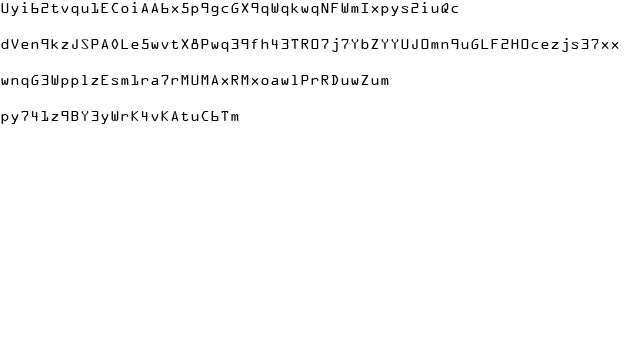 Uyi62tvqu1ECoiAA6x5p9gcGX9qWqkwqNFWmIxpys2iuQc
dVen9kzJSPA0Le5wvtX8Pwq39fh43TRO7j7YbZYYUJOmn9uGLF2HOcezjs37xx
wnqG3Wpp1zEsm1ra7rMUMAxRMxoaw1PrRDuwZum
py741z9BY3yWrK4vKAtuC6Tm